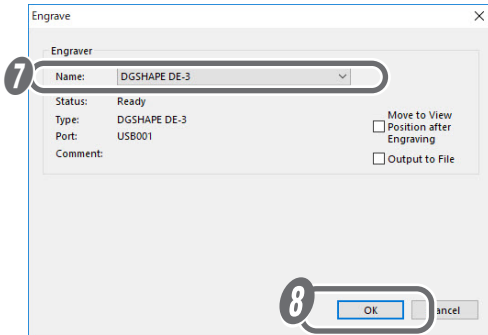 Engrave
Engraver
7
Name: DGSHAPE DE-3
Status: Ready
Type: DGSHAPE DE-3
Port: USB001
Comment:
Move to View
Position after
Engraving
Output to File
8
OK ancel